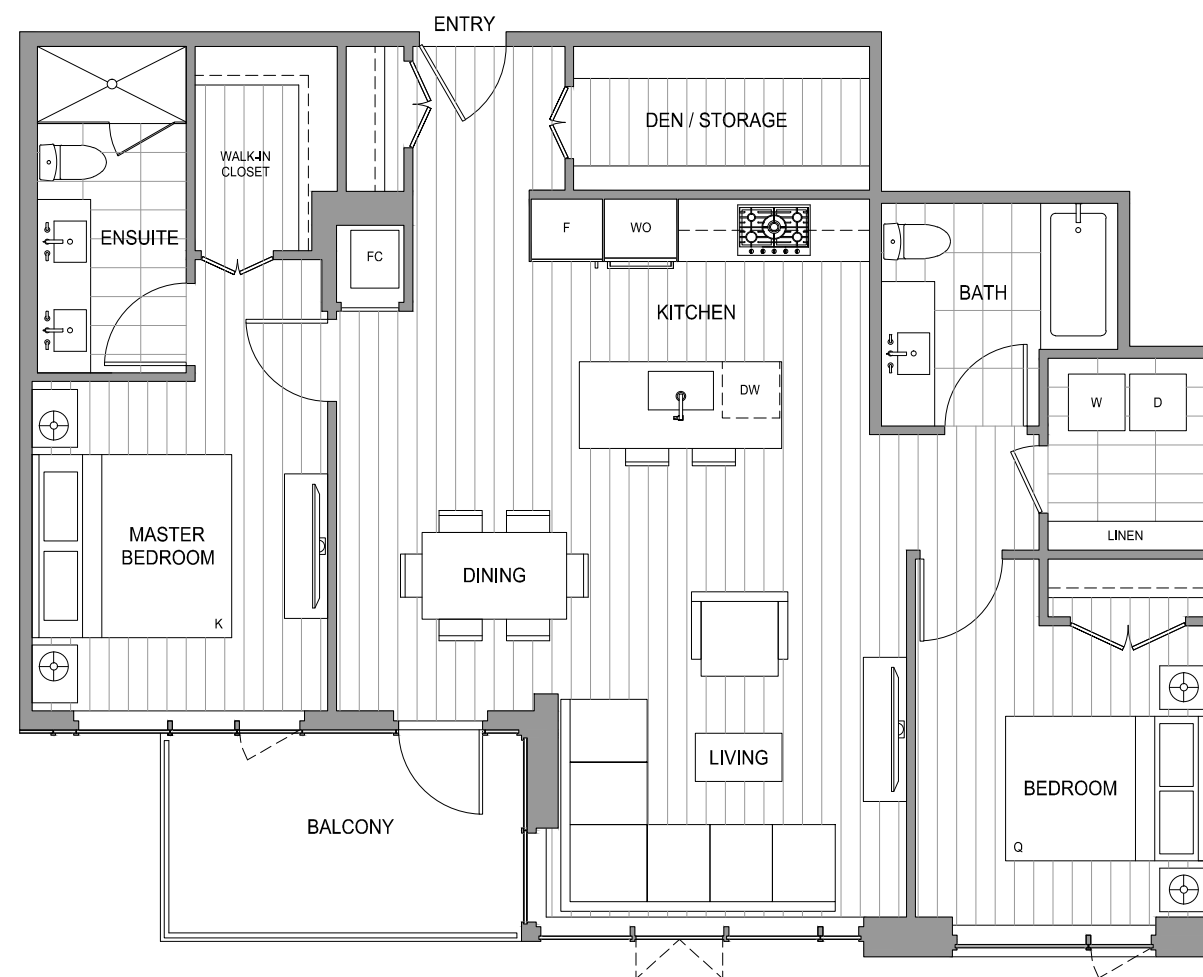 ENTRY
DEN / STORAGE
WALK-IN
CLOSET
ENSUITE
F
WO
FC
KITCHEN
BATH
DW
W
D
LINEN
MASTER
BEDROOM
K
DINING
LIVING
BEDROOM
Q
BALCONY